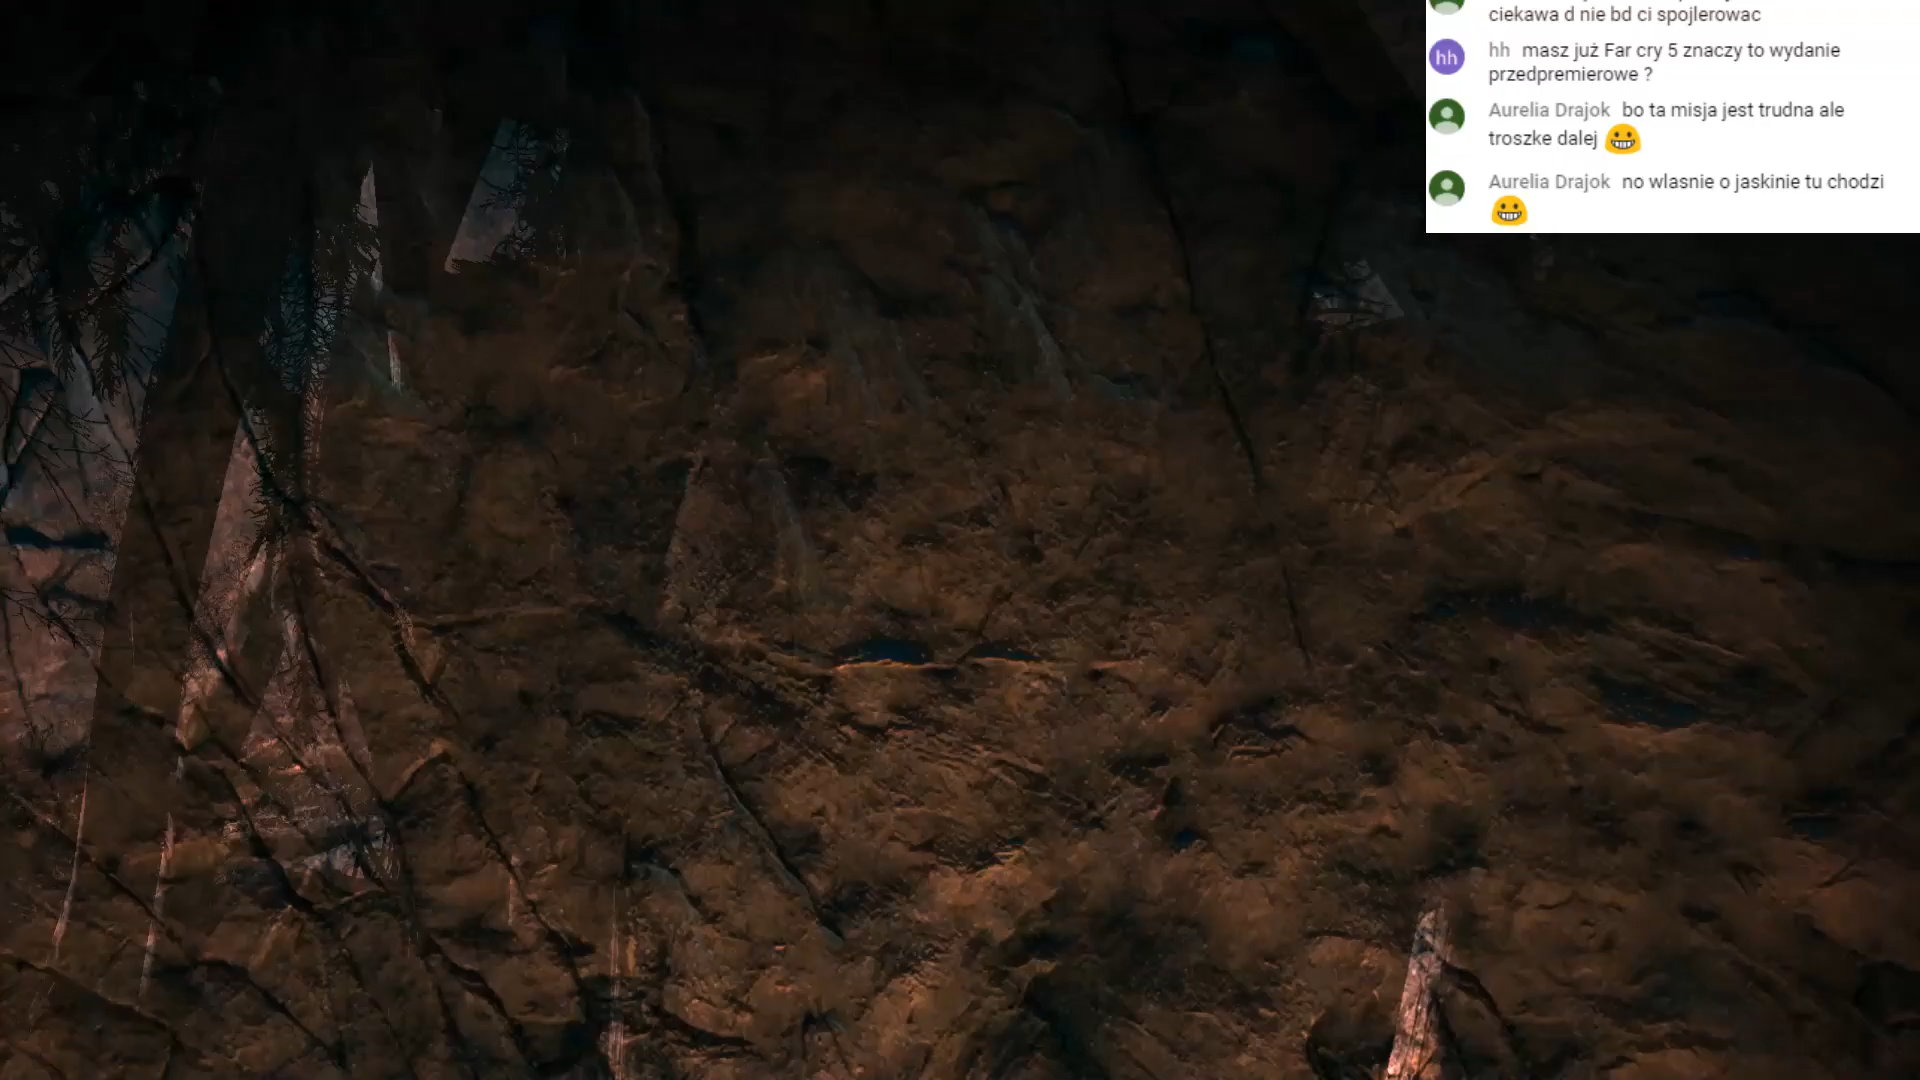 ciekawa d nie bd ci spojlerowac
hh
hh masz już Far cry 5 znaczy to wydanie
przedpremierowe ?
Aurelia Drajok bo ta misja jest trudna ale
troszke dalej 😀
Aurelia Drajok no wlasnie o jaskinie tu chodzi
😀